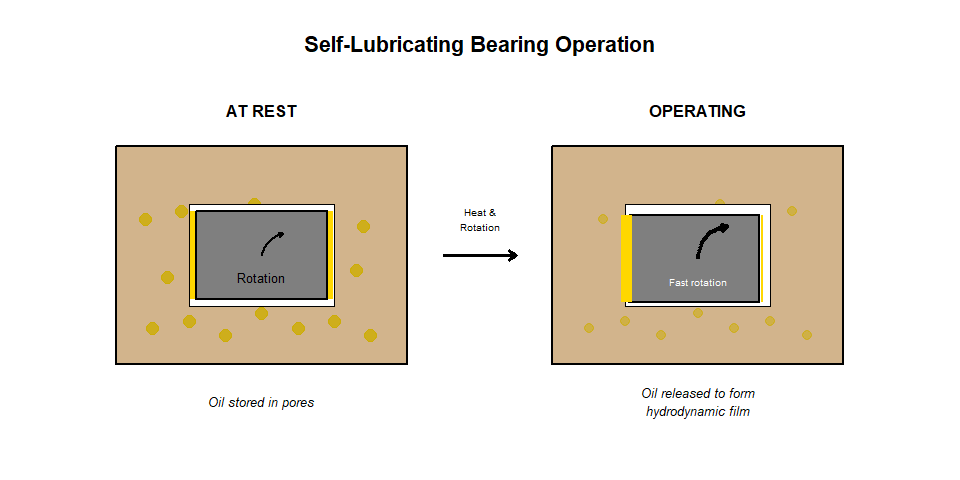 Self-Lubricating Bearing Operation
AT REST
OPERATING
Heat &
Rotation
Rotation
Fast rotation
Oil stored in pores
Oil released to form
hydrodynamic film